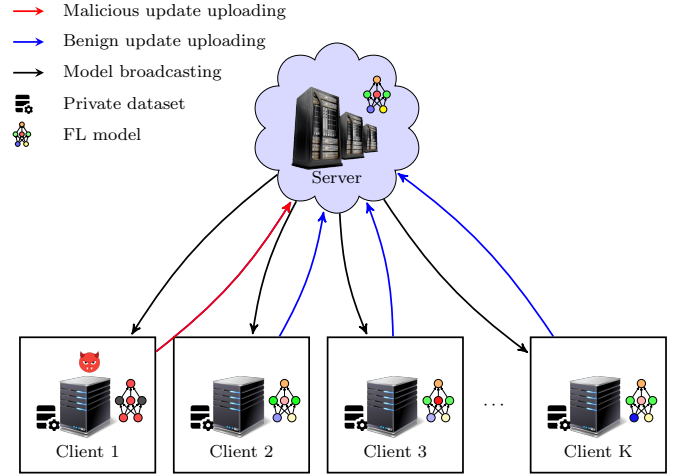 Malicious update uploading
Benign update uploading
Model broadcasting
Private dataset
FL model
Server
Client 1
Client 2
Client 3
...
Client K